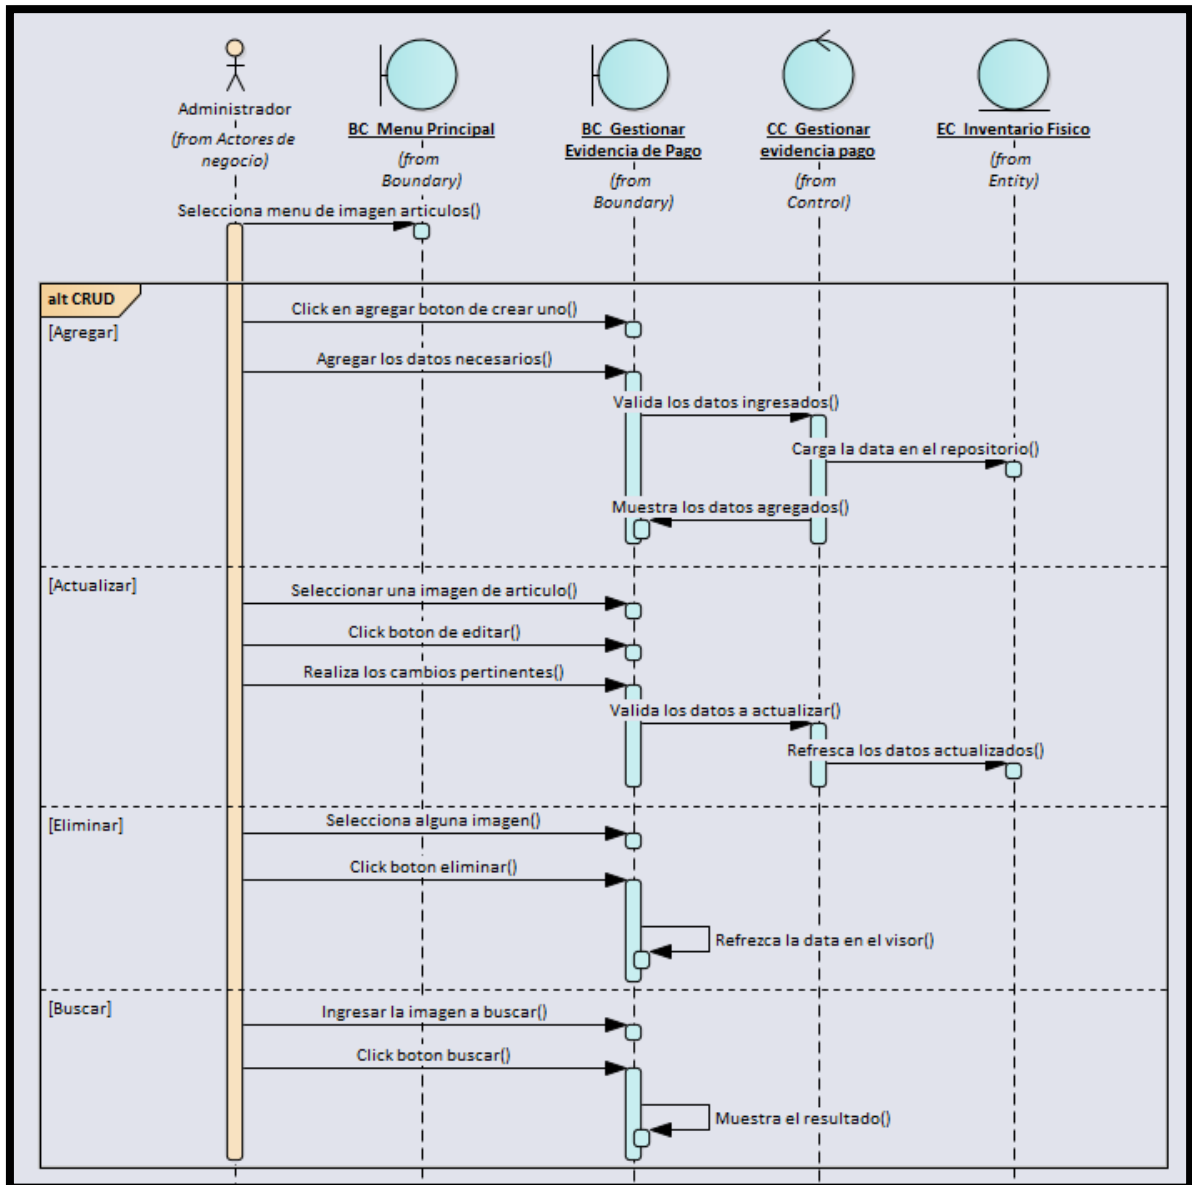 Administrador
(from Actores de
negocio)
BC_Menu Principal
(from
Boundary)
BC_Gestionar
Evidencia de Pago
(from
Boundary)
CC_Gestionar
evidencia pago
(from
Control)
EC_Inventario Fisico
(from
Entity)
Selecciona menu de imagen articulos()
alt CRUD
[Agregar]
Click en agregar boton de crear uno()
Agregar los datos necesarios()
Valida los datos ingresados()
Carga la data en el repositorio()
Muestra los datos agregados()
[Actualizar]
Seleccionar una imagen de articulo()
Click boton de editar()
Realiza los cambios pertinentes()
Valida los datos a actualizar()
Refresca los datos actualizados()
[Eliminar]
Selecciona alguna imagen()
Click boton eliminar()
Refrezca la data en el visor()
[Buscar]
Ingresar la imagen a buscar()
Click boton buscar()
Muestra el resultado()